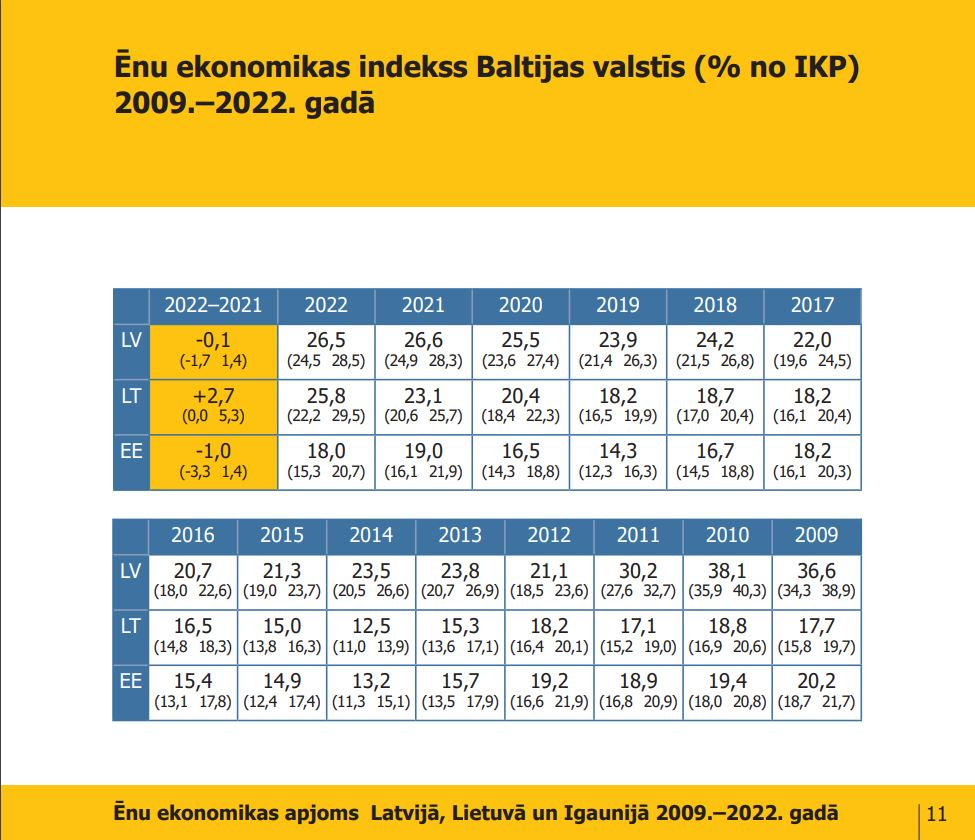 Ēnu ekonomikas indekss Baltijas valstīs (% no IKP)
2009.–2022. gadā
2022–2021 2022 2021 2020 2019 2018 2017
LV -0,1 26,5 26,6 25,5 23,9 24,2 22,0
(-1,7 1,4) (24,5 28,5) (24,9 28,3) (23,6 27,4) (21,4 26,3) (21,5 26,8) (19,6 24,5)
LT +2,7 25,8 23,1 20,4 18,2 18,7 18,2
(0,0 5,3) (22,2 29,5) (20,6 25,7) (18,4 22,3) (16,5 19,9) (17,0 20,4) (16,1 20,4)
EE -1,0 18,0 19,0 16,5 14,3 16,7 18,2
(-3,3 1,4) (15,3 20,7) (16,1 21,9) (14,3 18,8) (12,3 16,3) (14,5 18,8) (16,1 20,3)
2016 2015 2014 2013 2012 2011 2010 2009
LV 20,7 21,3 23,5 23,8 21,1 30,2 38,1 36,6
(18,0 22,6) (19,0 23,7) (20,5 26,6) (20,7 26,9) (18,5 23,6) (27,6 32,7) (35,9 40,3) (34,3 38,9)
LT 16,5 15,0 12,5 15,3 18,2 17,1 18,8 17,7
(14,8 18,3) (13,8 16,3) (11,0 13,9) (13,6 17,1) (16,4 20,1) (15,2 19,0) (16,9 20,6) (15,8 19,7)
EE 15,4 14,9 13,2 15,7 19,2 18,9 19,4 20,2
(13,1 17,8) (12,4 17,4) (11,3 15,1) (13,5 17,9) (16,6 21,9) (16,8 20,9) (18,0 20,8) (18,7 21,7)
Ēnu ekonomikas apjoms Latvijā, Lietuvā un Igaunijā 2009.–2022. gadā 11